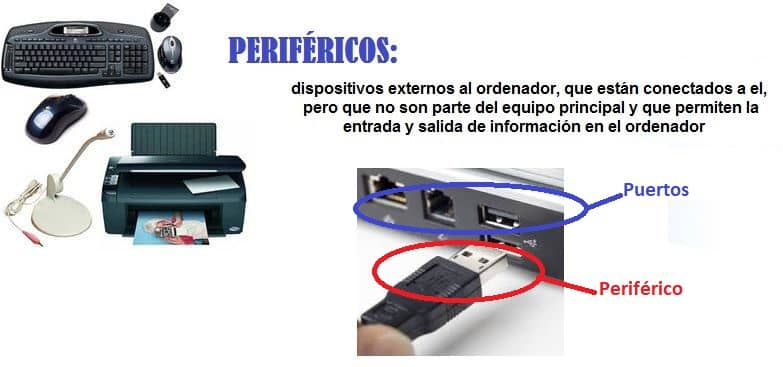 PERIFÉRICOS:
dispositivos externos al ordenador, que están conectados a el,
pero que no son parte del equipo principal y que permiten la
entrada y salida de información en el ordenador
Puertos
Periférico